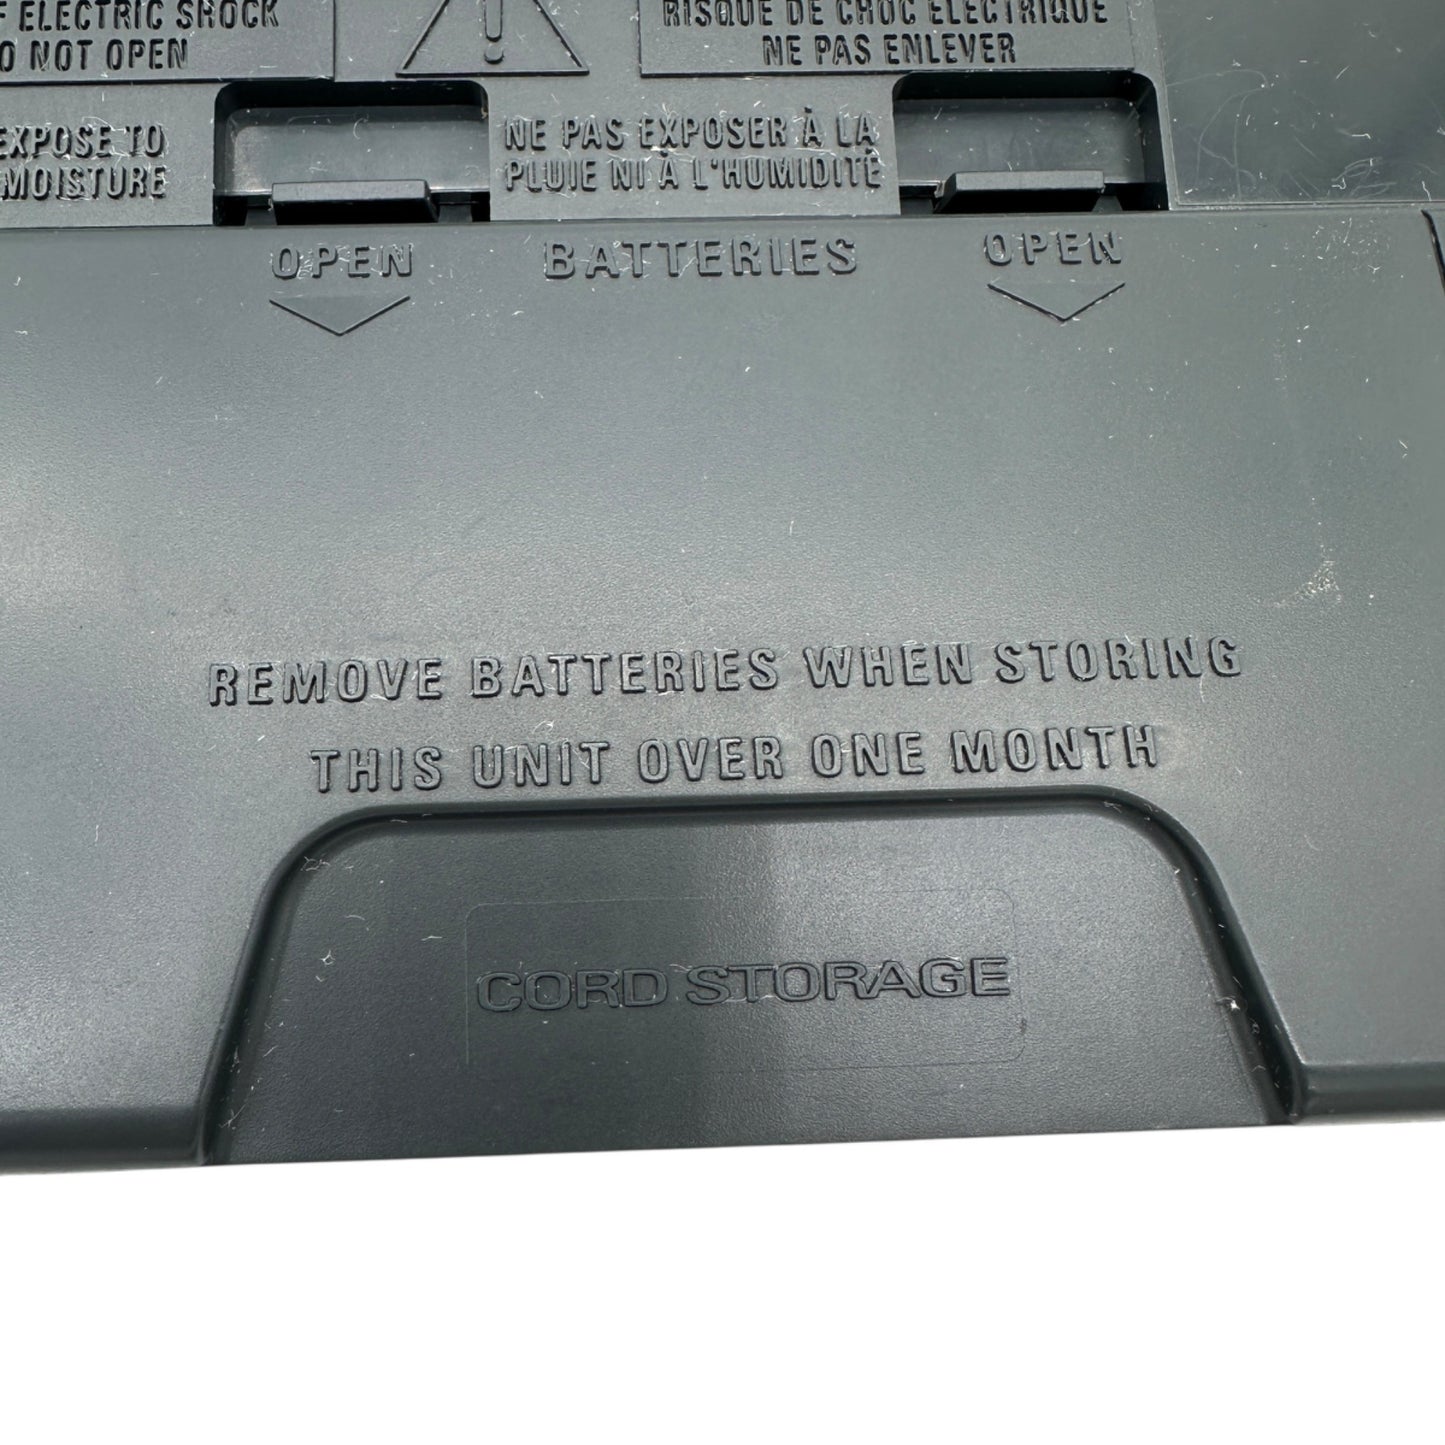 ELECTRIC SHOCK
NOT OPEN
RISQUE DE CHOC ELECTRIQUE
NE PAS ENLEVER
EXPOSE TO
MOISTURE
NE PAS EXPOSER À LA
PLUIE NI À L'HUMIDITÉ
OPEN BATTERIES OPEN
REMOVE BATTERIES WHEN STORING
THIS UNIT OVER ONE MONTH
CORD STORAGE